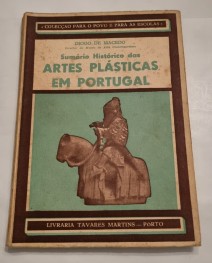 COLECÇÃO PARA O POVO E PARA AS ESCOLAS
DIOGO DE MACEDO
Sumário Histórico das
ARTES PLÁSTICAS
EM PORTUGAL
LIVRARIA TAVARES MARTINS – PORTO